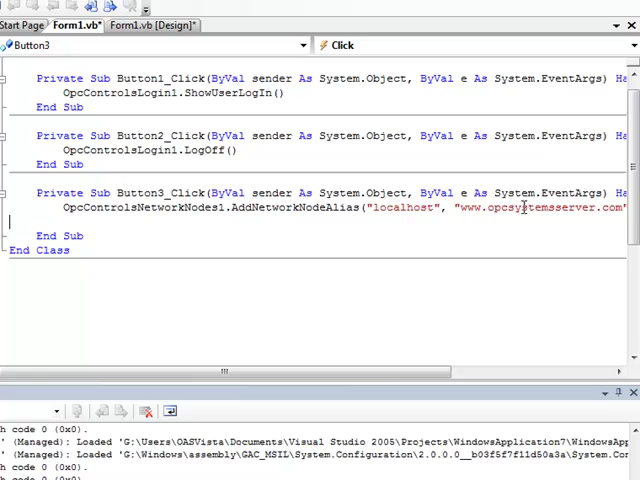 Start Page Form1.vb* Form1.vb [Design]*
Button3 Click
Private Sub Button1_Click(ByVal sender As System.Object, ByVal e As System.EventArgs) Ha
OpcControlsLogin1.ShowUserLogIn()
End Sub
Private Sub Button2_Click(ByVal sender As System.Object, ByVal e As System.EventArgs) Ha
OpcControlsLogin1.LogOff()
End Sub
Private Sub Button3_Click(ByVal sender As System.Object, ByVal e As System.EventArgs) Ha
OpcControlsNetworkNodes1.AddNetworkNodeAlias("localhost", "www.opcsystemsserver.com"
End Sub
End Class
h code 0 (0x0).
' (Managed): Loaded 'G:\Users\OASVista\Documents\Visual Studio 2005\Projects\WindowsApplication7\WindowsApp
' (Managed): Loaded 'G:\Windows\assembly\GAC_MSIL\System.Configuration\2.0.0.0__b03f5f7f11d50a3a\System.Con
h code 0 (0x0).
h code 0 (0x0).